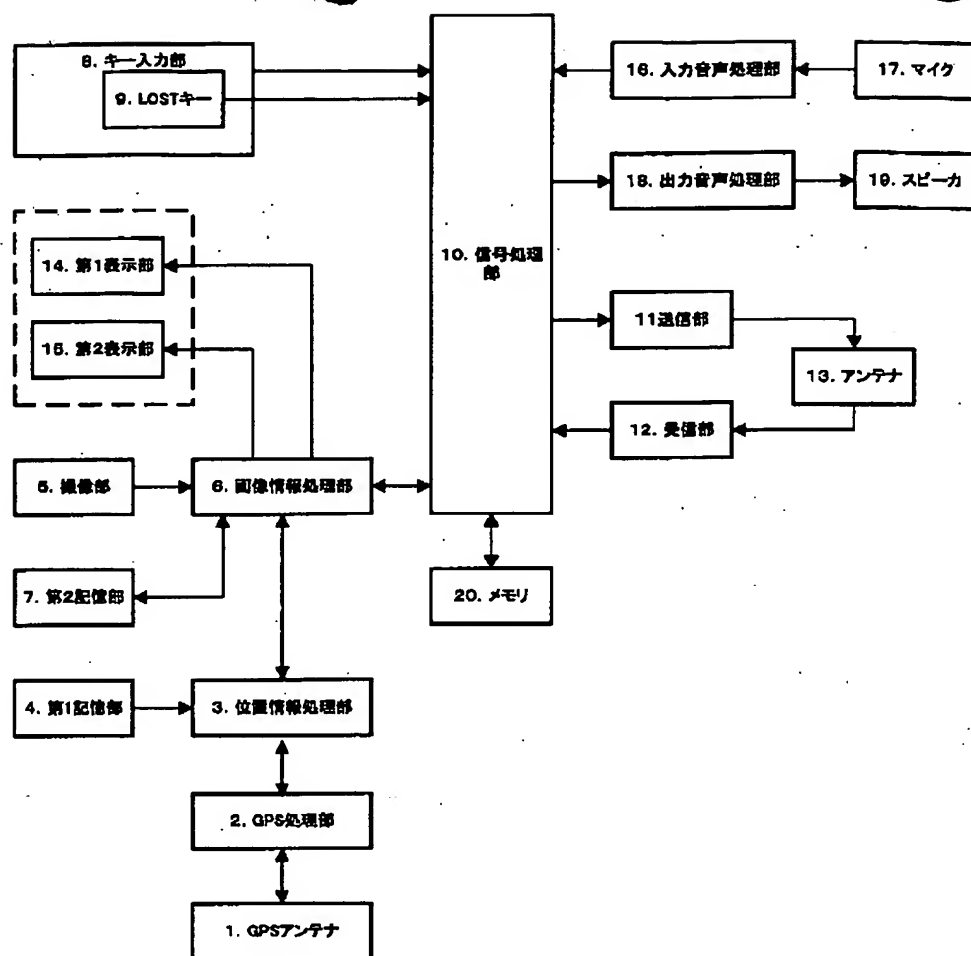 8. キー入力部
9. LOSTキー
16. 入力音声処理部
17. マイク
18. 出力音声処理部
19. スピーカ
10. 信号処理
部
14. 第1表示部
15. 第2表示部
11送信部
13. アンテナ
12. 受信部
5. 撮像部
6. 画像情報処理部
7. 第2記憶部
20. メモリ
4. 第1記憶部
3. 位置情報処理部
2. GPS処理部
1. GPSアンテナ